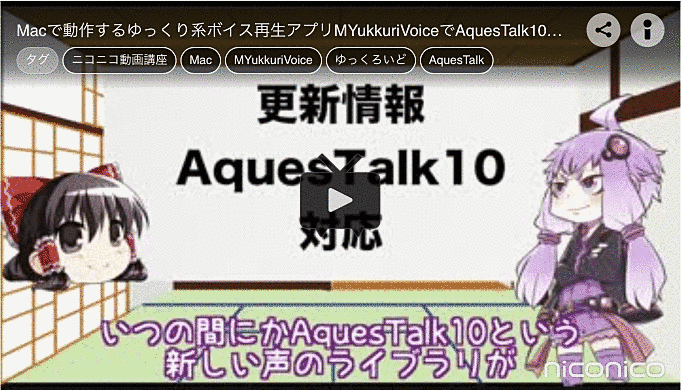 Macで動作するゆっくり系ボイス再生アプリMYukkuriVoiceでAquesTalk10…
タグ ニコニコ動画講座 Mac MYukkuriVoice ゆっくろいど AquesTalk
更新情報
AquesTalk10
対応
いつの間にかAquesTalk10という
新しい声のライブラリが
niconico